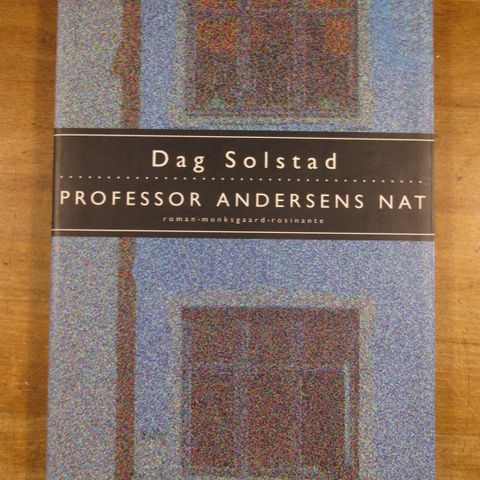 Dag Solstad
PROFESSOR ANDERSENS NAT
roman-munksgaard-rosinante